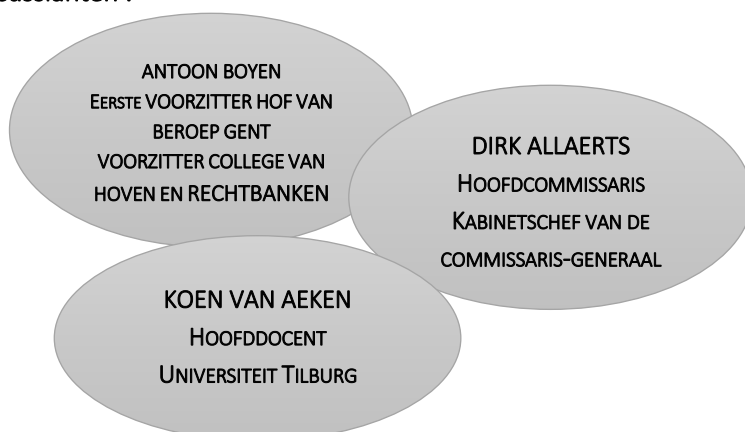 ANTOON BOYEN
EERSTE VOORZITTER HOF VAN
BEROEP GENT
VOORZITTER COLLEGE VAN
HOVEN EN RECHTBANKEN
DIRK ALLAERTS
HOOFDCOMMISSARIS
KABINETSCHEF VAN DE
COMMISSARIS-GENERAAL
KOEN VAN AEKEN
HOOFDDOCENT
UNIVERSITEIT TILBURG